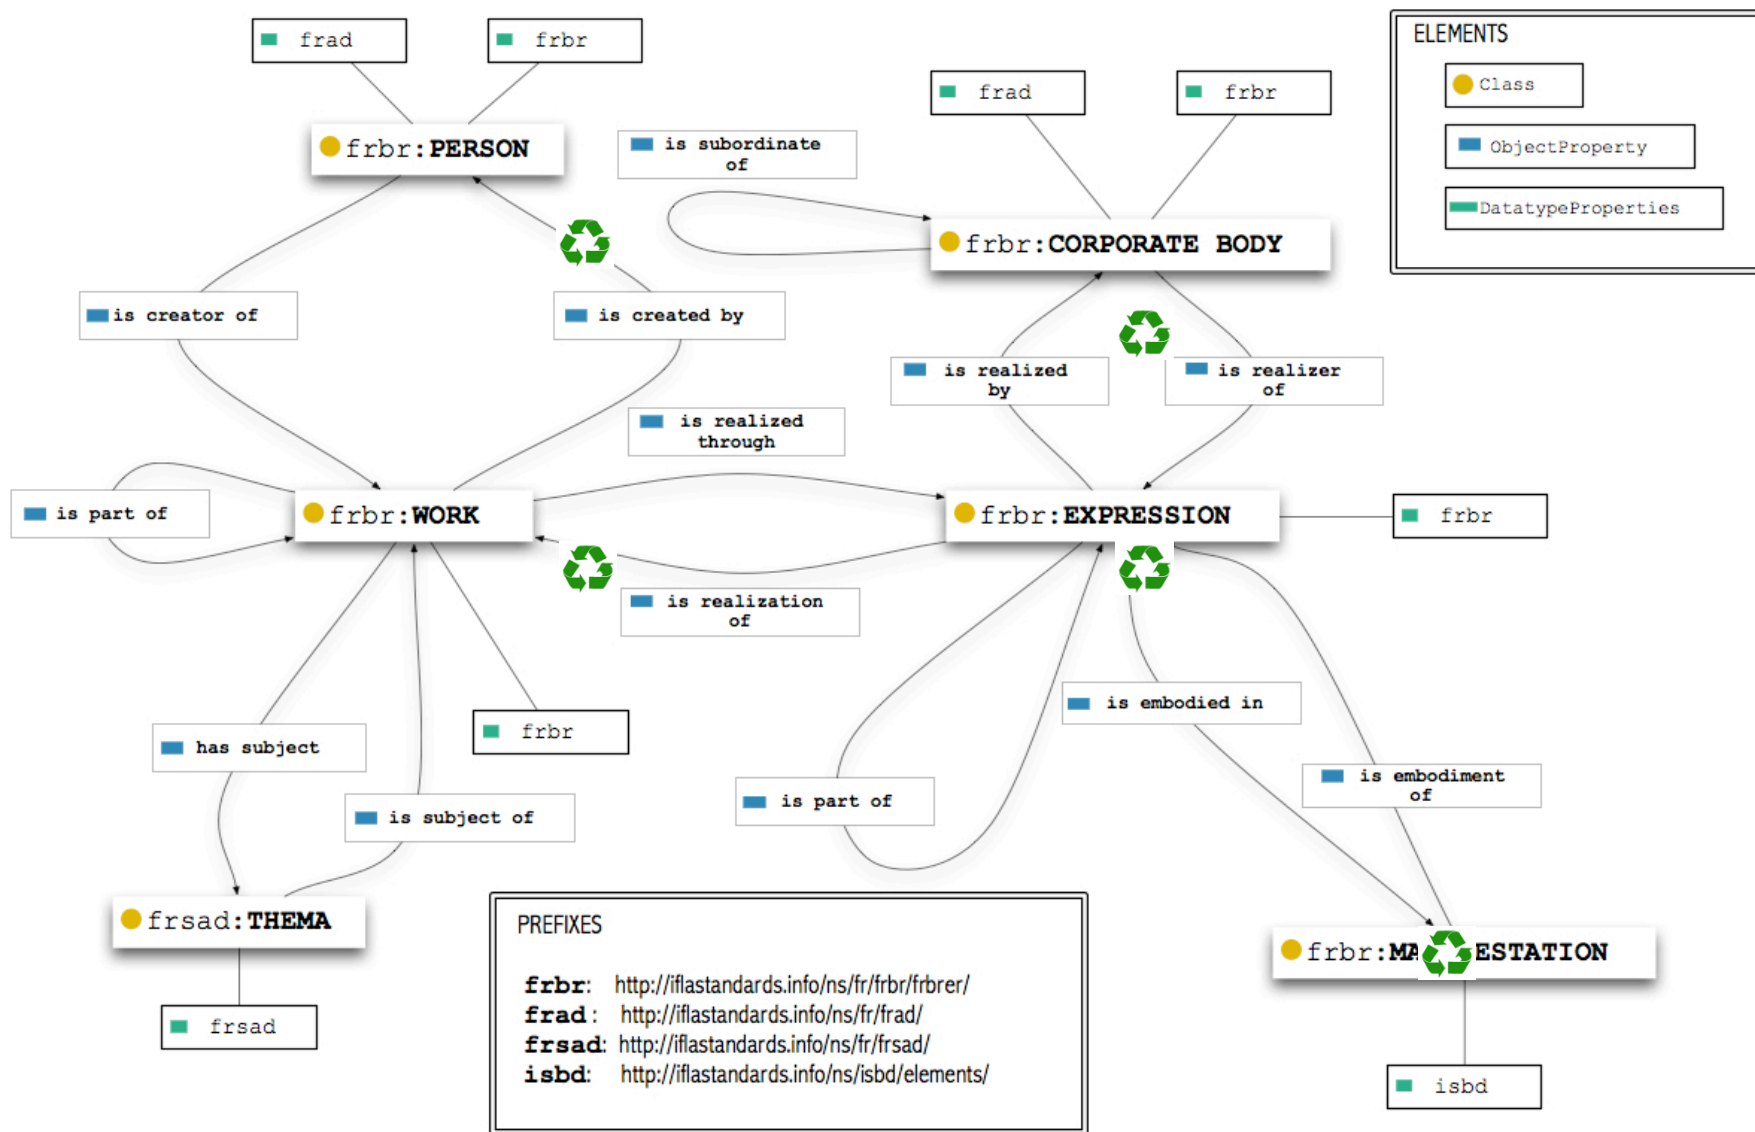 frad
frbr
ELEMENTS
Class
ObjectProperty
DatatypeProperties
frad
frbr
frbr:PERSON
is subordinate
of
frbr:CORPORATE BODY
is creator of
is created by
is realized
by
is realizer
of
is realized
through
is part of
frbr:WORK
frbr:EXPRESSION
frbr
is realization
of
has subject
frbr
is embodied in
is subject of
is part of
is embodiment
of
frsad:THEMA
frbr:MA ESTATION
frsad
isbd
PREFIXES
frbr: http://iflastandards.info/ns/fr/frbr/frbrer/
frad : http://iflastandards.info/ns/fr/frad/
frsad: http://iflastandards.info/ns/fr/frsad/
isbd: http://iflastandards.info/ns/isbd/elements/